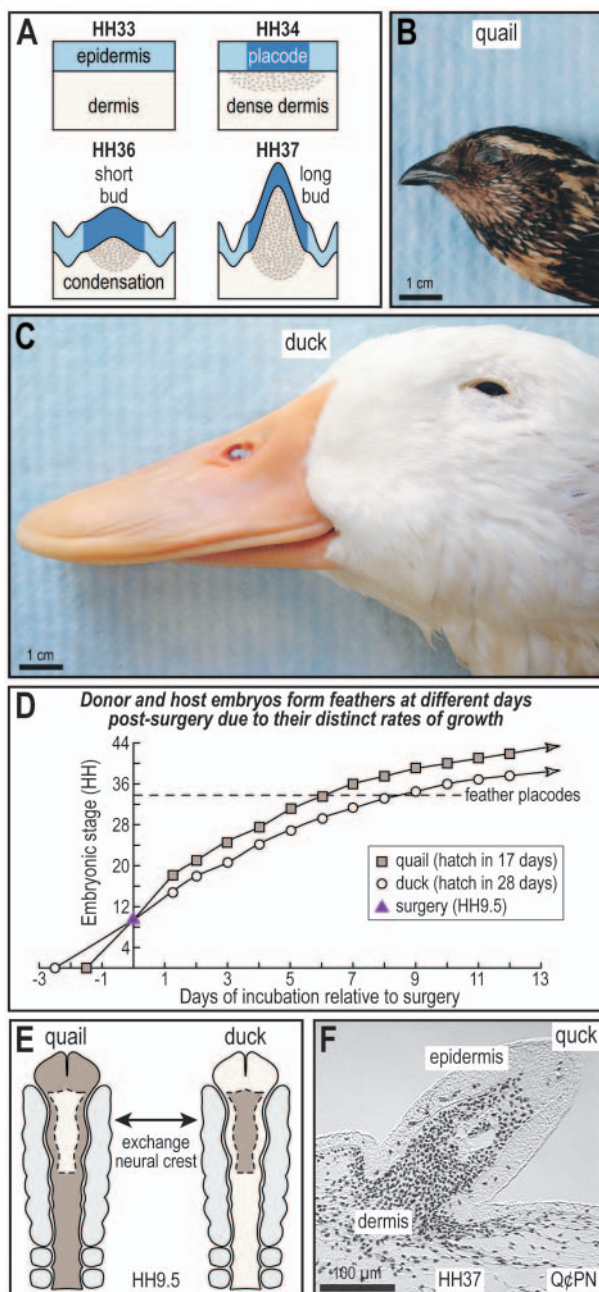 A
HH33
epidermis
dermis
HH34
placode
dense dermis
HH36
short
bud
condensation
HH37
long
bud
B
quail
1 cm
C
duck
1 cm
D
Donor and host embryos form feathers at different days
post-surgery due to their distinct rates of growth
Embryonic stage (HH)
44
36
28
20
12
4
feather placodes
quail (hatch in 17 days)
duck (hatch in 28 days)
surgery (HH9.5)
-3 -1 0 1 3 5 7 9 11 13
Days of incubation relative to surgery
E
quail
duck
exchange
neural crest
HH9.5
F
quck
epidermis
dermis
100 µm
HH37
Q¢PN